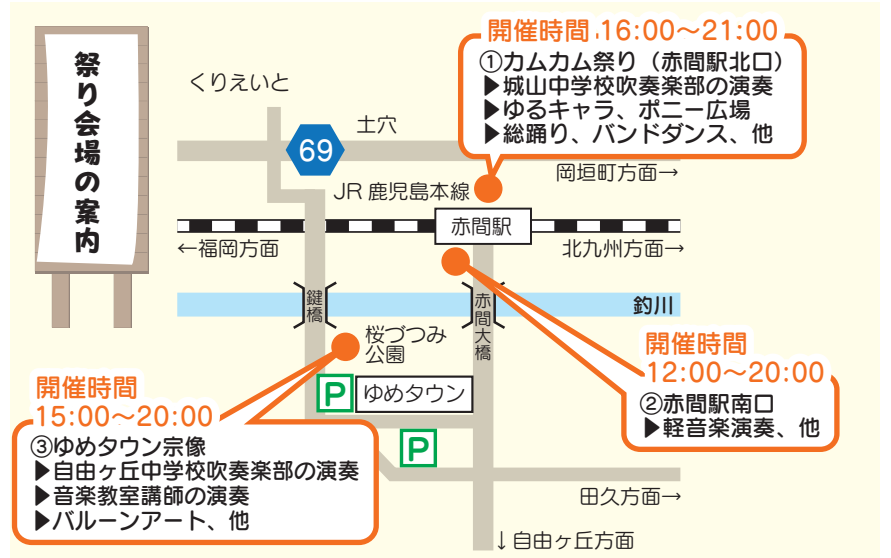 祭り会場の案内
開催時間 16:00〜21:00
①カムカム祭り（赤間駅北口）
▶城山中学校吹奏楽部の演奏
▶ゆるキャラ、ポニー広場
▶総踊り、バンドダンス、他
くりえいと
土穴
69
岡垣町方面→
JR 鹿児島本線
赤間駅
←福岡方面
北九州方面→
鍵橋
赤間大橋
釣川
桜づつみ
公園
開催時間
12:00〜20:00
②赤間駅南口
▶軽音楽演奏、他
P
ゆめタウン
開催時間
15:00〜20:00
③ゆめタウン宗像
▶自由ヶ丘中学校吹奏楽部の演奏
▶音楽教室講師の演奏
▶バルーンアート、他
P
田久方面→
↓自由ヶ丘方面